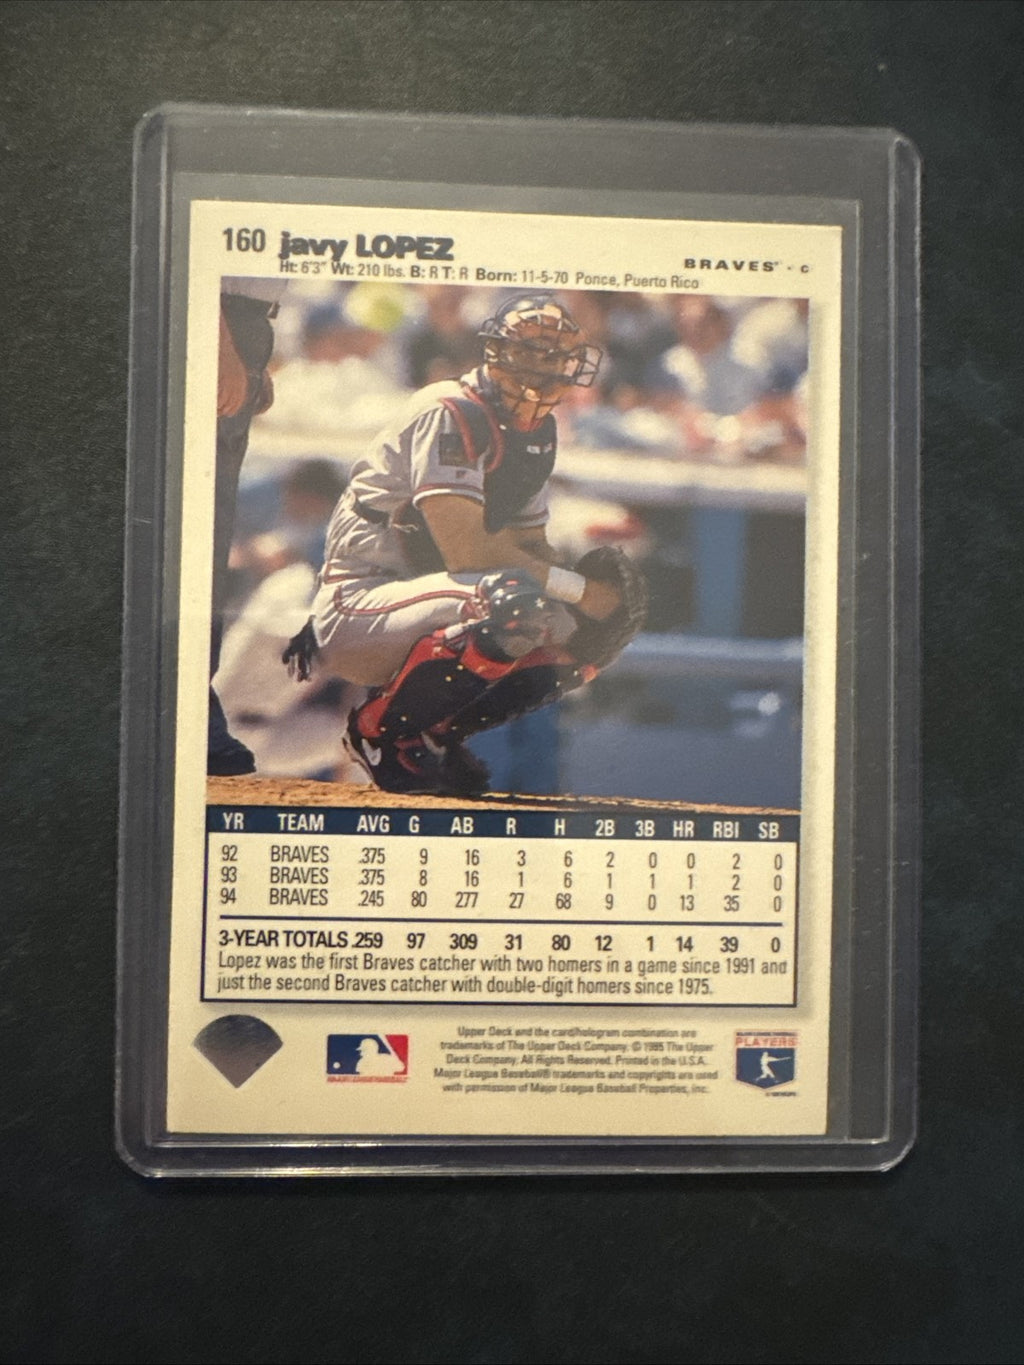 160 javy LOPEZ
BRAVES - C
Ht: 6'3" Wt: 210 lbs. B: R T: R Born: 11-5-70 Ponce, Puerto Rico
YR TEAM AVG G AB R H 2B 3B HR RBI SB
92 BRAVES .375 9 16 3 6 2 0 0 2 0
93 BRAVES .375 8 16 1 6 1 1 1 2 0
94 BRAVES .245 80 277 27 68 9 0 13 35 0
3-YEAR TOTALS .259 97 309 31 80 12 1 14 39 0
Lopez was the first Braves catcher with two homers in a game since 1991 and
just the second Braves catcher with double-digit homers since 1975.
Upper Deck and the card/hologram combination are
trademarks of The Upper Deck Company. © 1995 The Upper
Deck Company. All Rights Reserved. Printed in the U.S.A.
Major League Baseball® trademarks and copyrights are used
with permission of Major League Baseball Properties, Inc.
PLAYERS